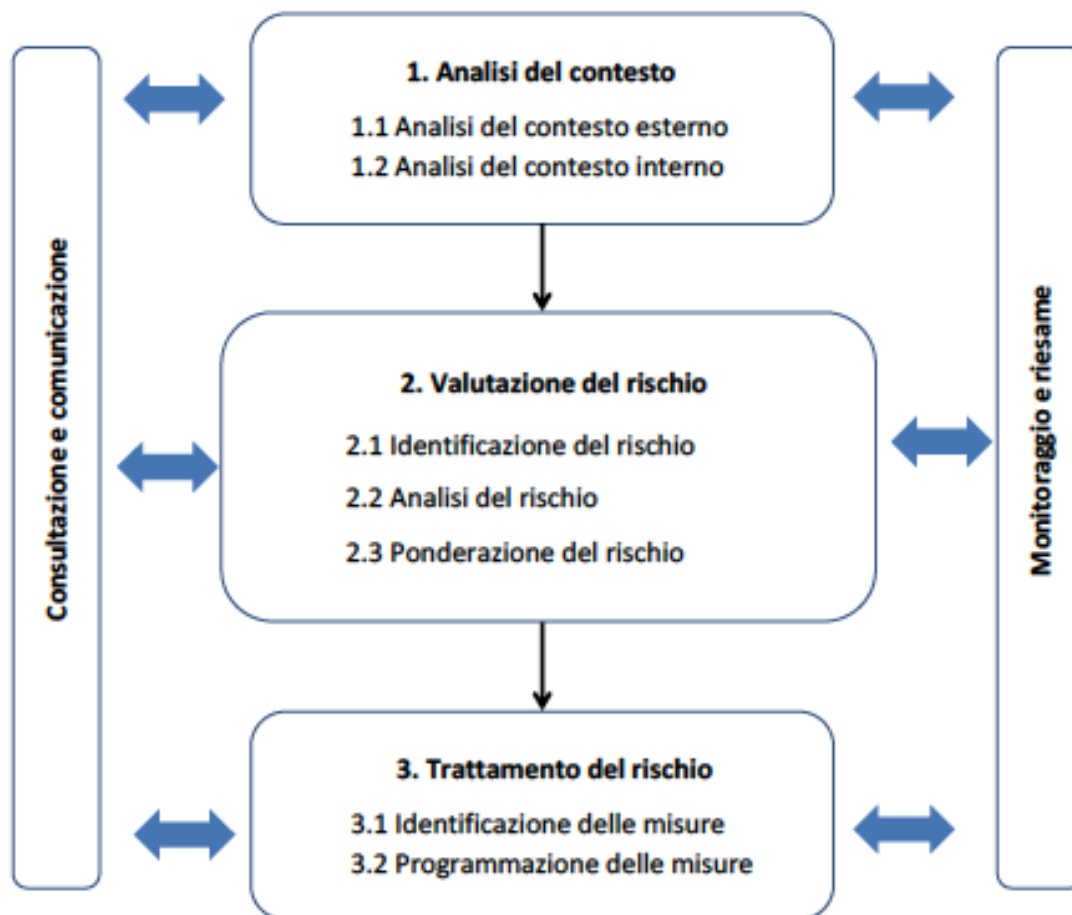 Consultazione e comunicazione
1. Analisi del contesto
1.1 Analisi del contesto esterno
1.2 Analisi del contesto interno
2. Valutazione del rischio
2.1 Identificazione del rischio
2.2 Analisi del rischio
2.3 Ponderazione del rischio
3. Trattamento del rischio
3.1 Identificazione delle misure
3.2 Programmazione delle misure
Monitoraggio e riesame